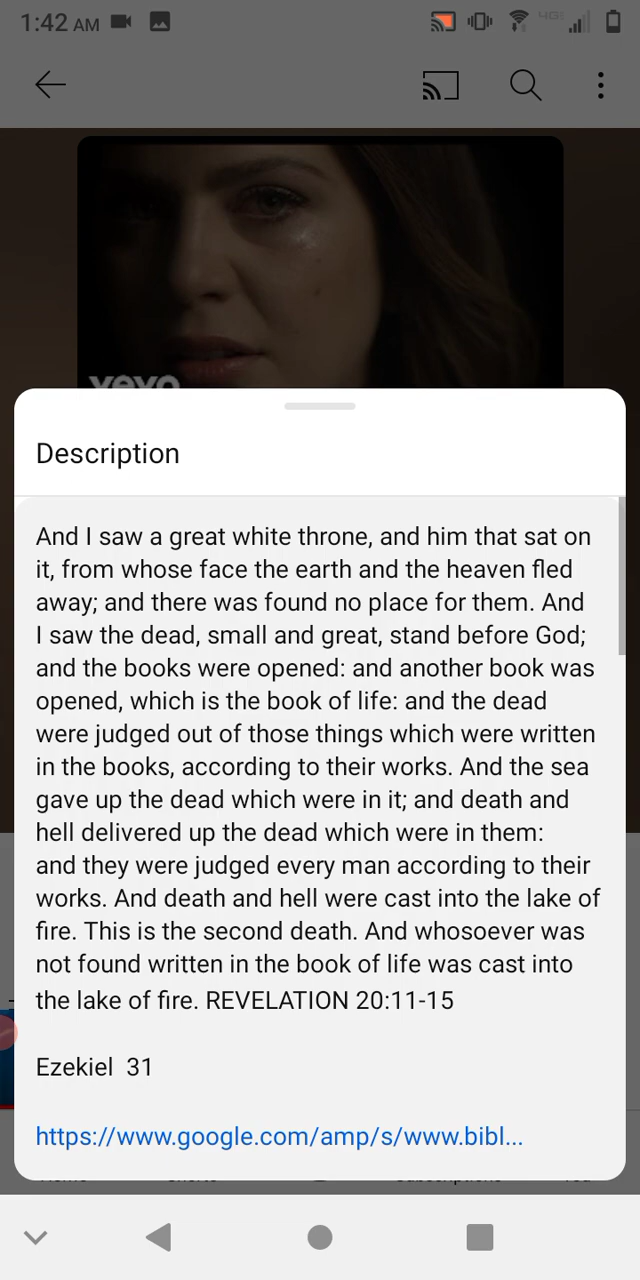 1:42 AM
vevo
Description
And I saw a great white throne, and him that sat on
it, from whose face the earth and the heaven fled
away; and there was found no place for them. And
I saw the dead, small and great, stand before God;
and the books were opened: and another book was
opened, which is the book of life: and the dead
were judged out of those things which were written
in the books, according to their works. And the sea
gave up the dead which were in it; and death and
hell delivered up the dead which were in them:
and they were judged every man according to their
works. And death and hell were cast into the lake of
fire. This is the second death. And whosoever was
not found written in the book of life was cast into
the lake of fire. REVELATION 20:11-15
Ezekiel 31
https://www.google.com/amp/s/www.bibl...